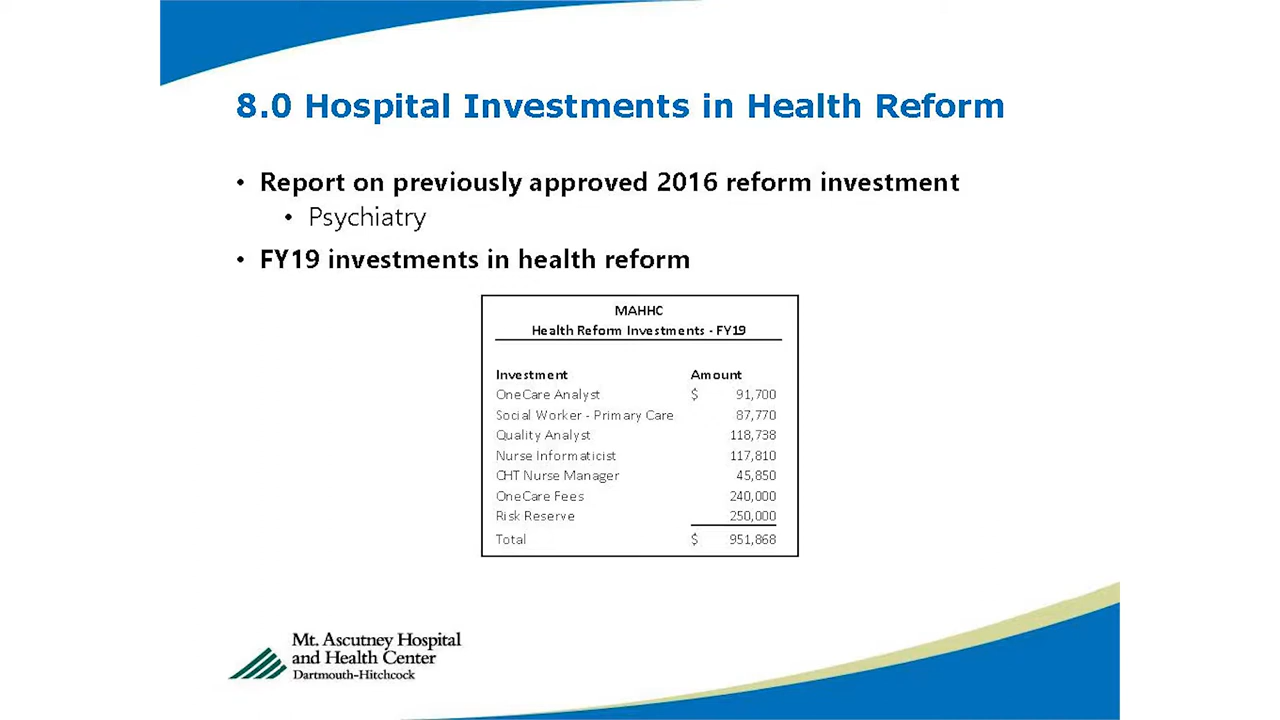 8.0 Hospital Investments in Health Reform
• Report on previously approved 2016 reform investment
• Psychiatry
• FY19 investments in health reform
MAHHC
Health Reform Investments - FY19
Investment Amount
OneCare Analyst $ 91,700
Social Worker - Primary Care 87,770
Quality Analyst 118,738
Nurse Informaticist 117,810
CHT Nurse Manager 45,850
OneCare Fees 240,000
Risk Reserve 250,000
Total $ 951,868
Mt. Ascutney Hospital
and Health Center
Dartmouth-Hitchcock